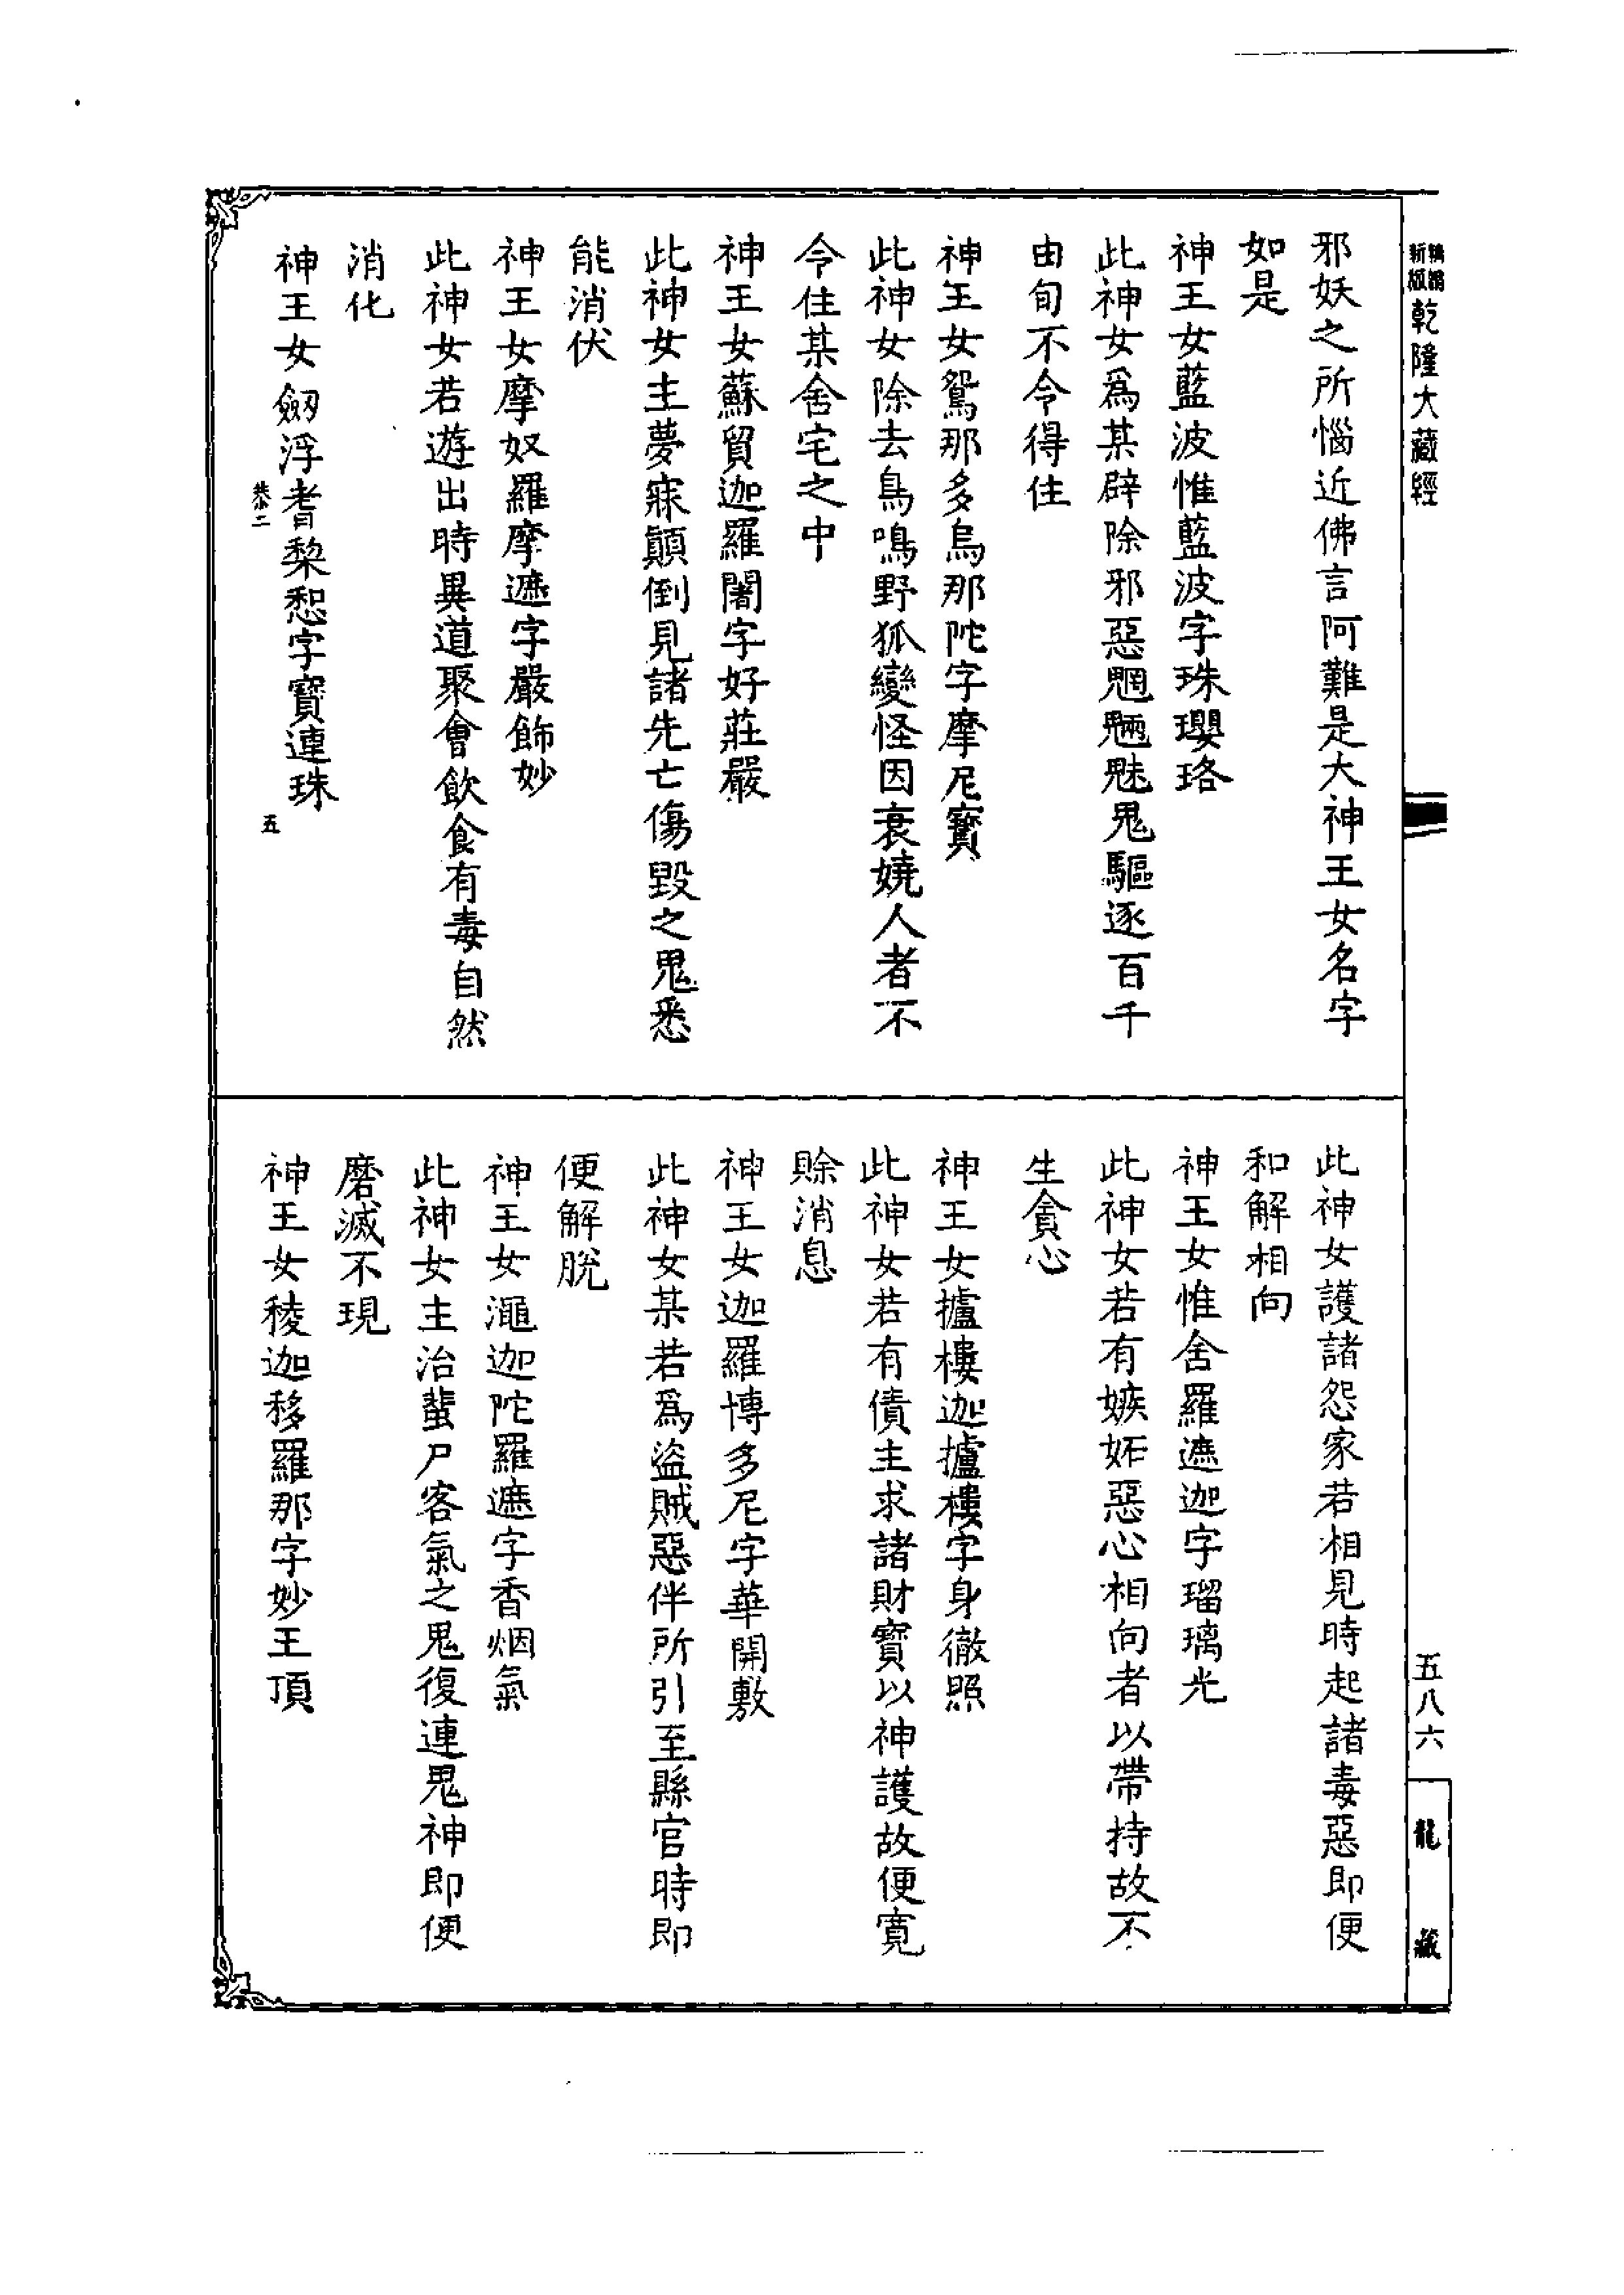 乾隆大藏經
邪妖之所惱近佛言阿難是大神王女名字
如是
神王女藍波惟藍波字珠瓔珞
此神女爲某辟除邪惡魍魎魅鬼驅逐百千
由旬不令得住
神王女鴛那多烏那陀字摩尼寶
此神女除去鳥鳴野狐變怪因衰嬈人者不
令住某舍宅之中
神王女蘇貿迦羅闍字好莊嚴
此神女主夢寐顛倒見諸先亡傷毀之鬼悉
能消伏
神王女摩奴羅摩遮字嚴飾妙
此神女若遊出時異道聚會飲食有毒自然
消化
神王女劒浮耆棃惒字寶連珠
恭二
五
此神女護諸怨家若相見時起諸毒惡即便
和解相向
神王女惟舍羅遮迦字瑠璃光
此神女若有嫉妬惡心相向者以帶持故不
生貪心
神王女攎樓迦攎樓字身徹照
此神女若有債主求諸財寶以神護故便寬
賒消息
神王女迦羅博多尼字華開敷
此神女某若爲盜賊惡伴所引至縣官時即
便解脫
神王女漚迦陀羅遮字香烟氣
此神女主治蜚尸客氣之鬼復連鬼神即便
磨滅不現
神王女稜迦移羅那字妙王頂
五八六
龍藏